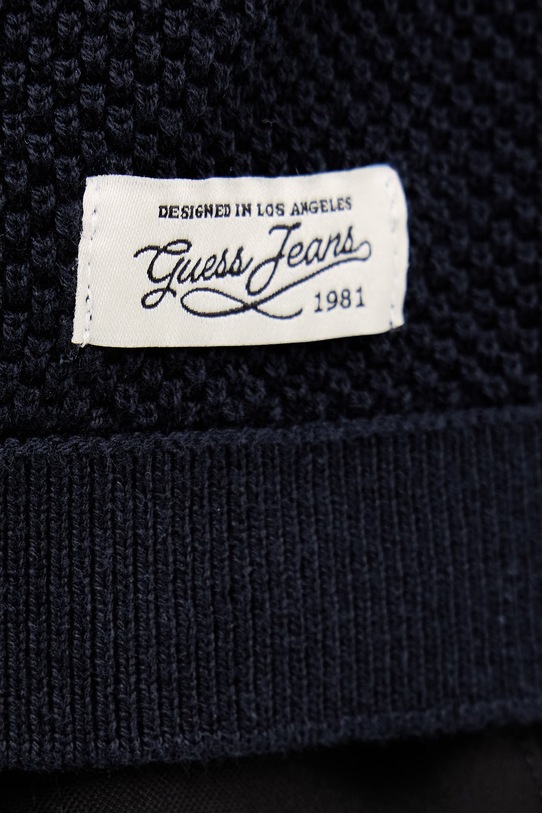 DESIGNED IN LOS ANGELES
Guess Jeans
1981